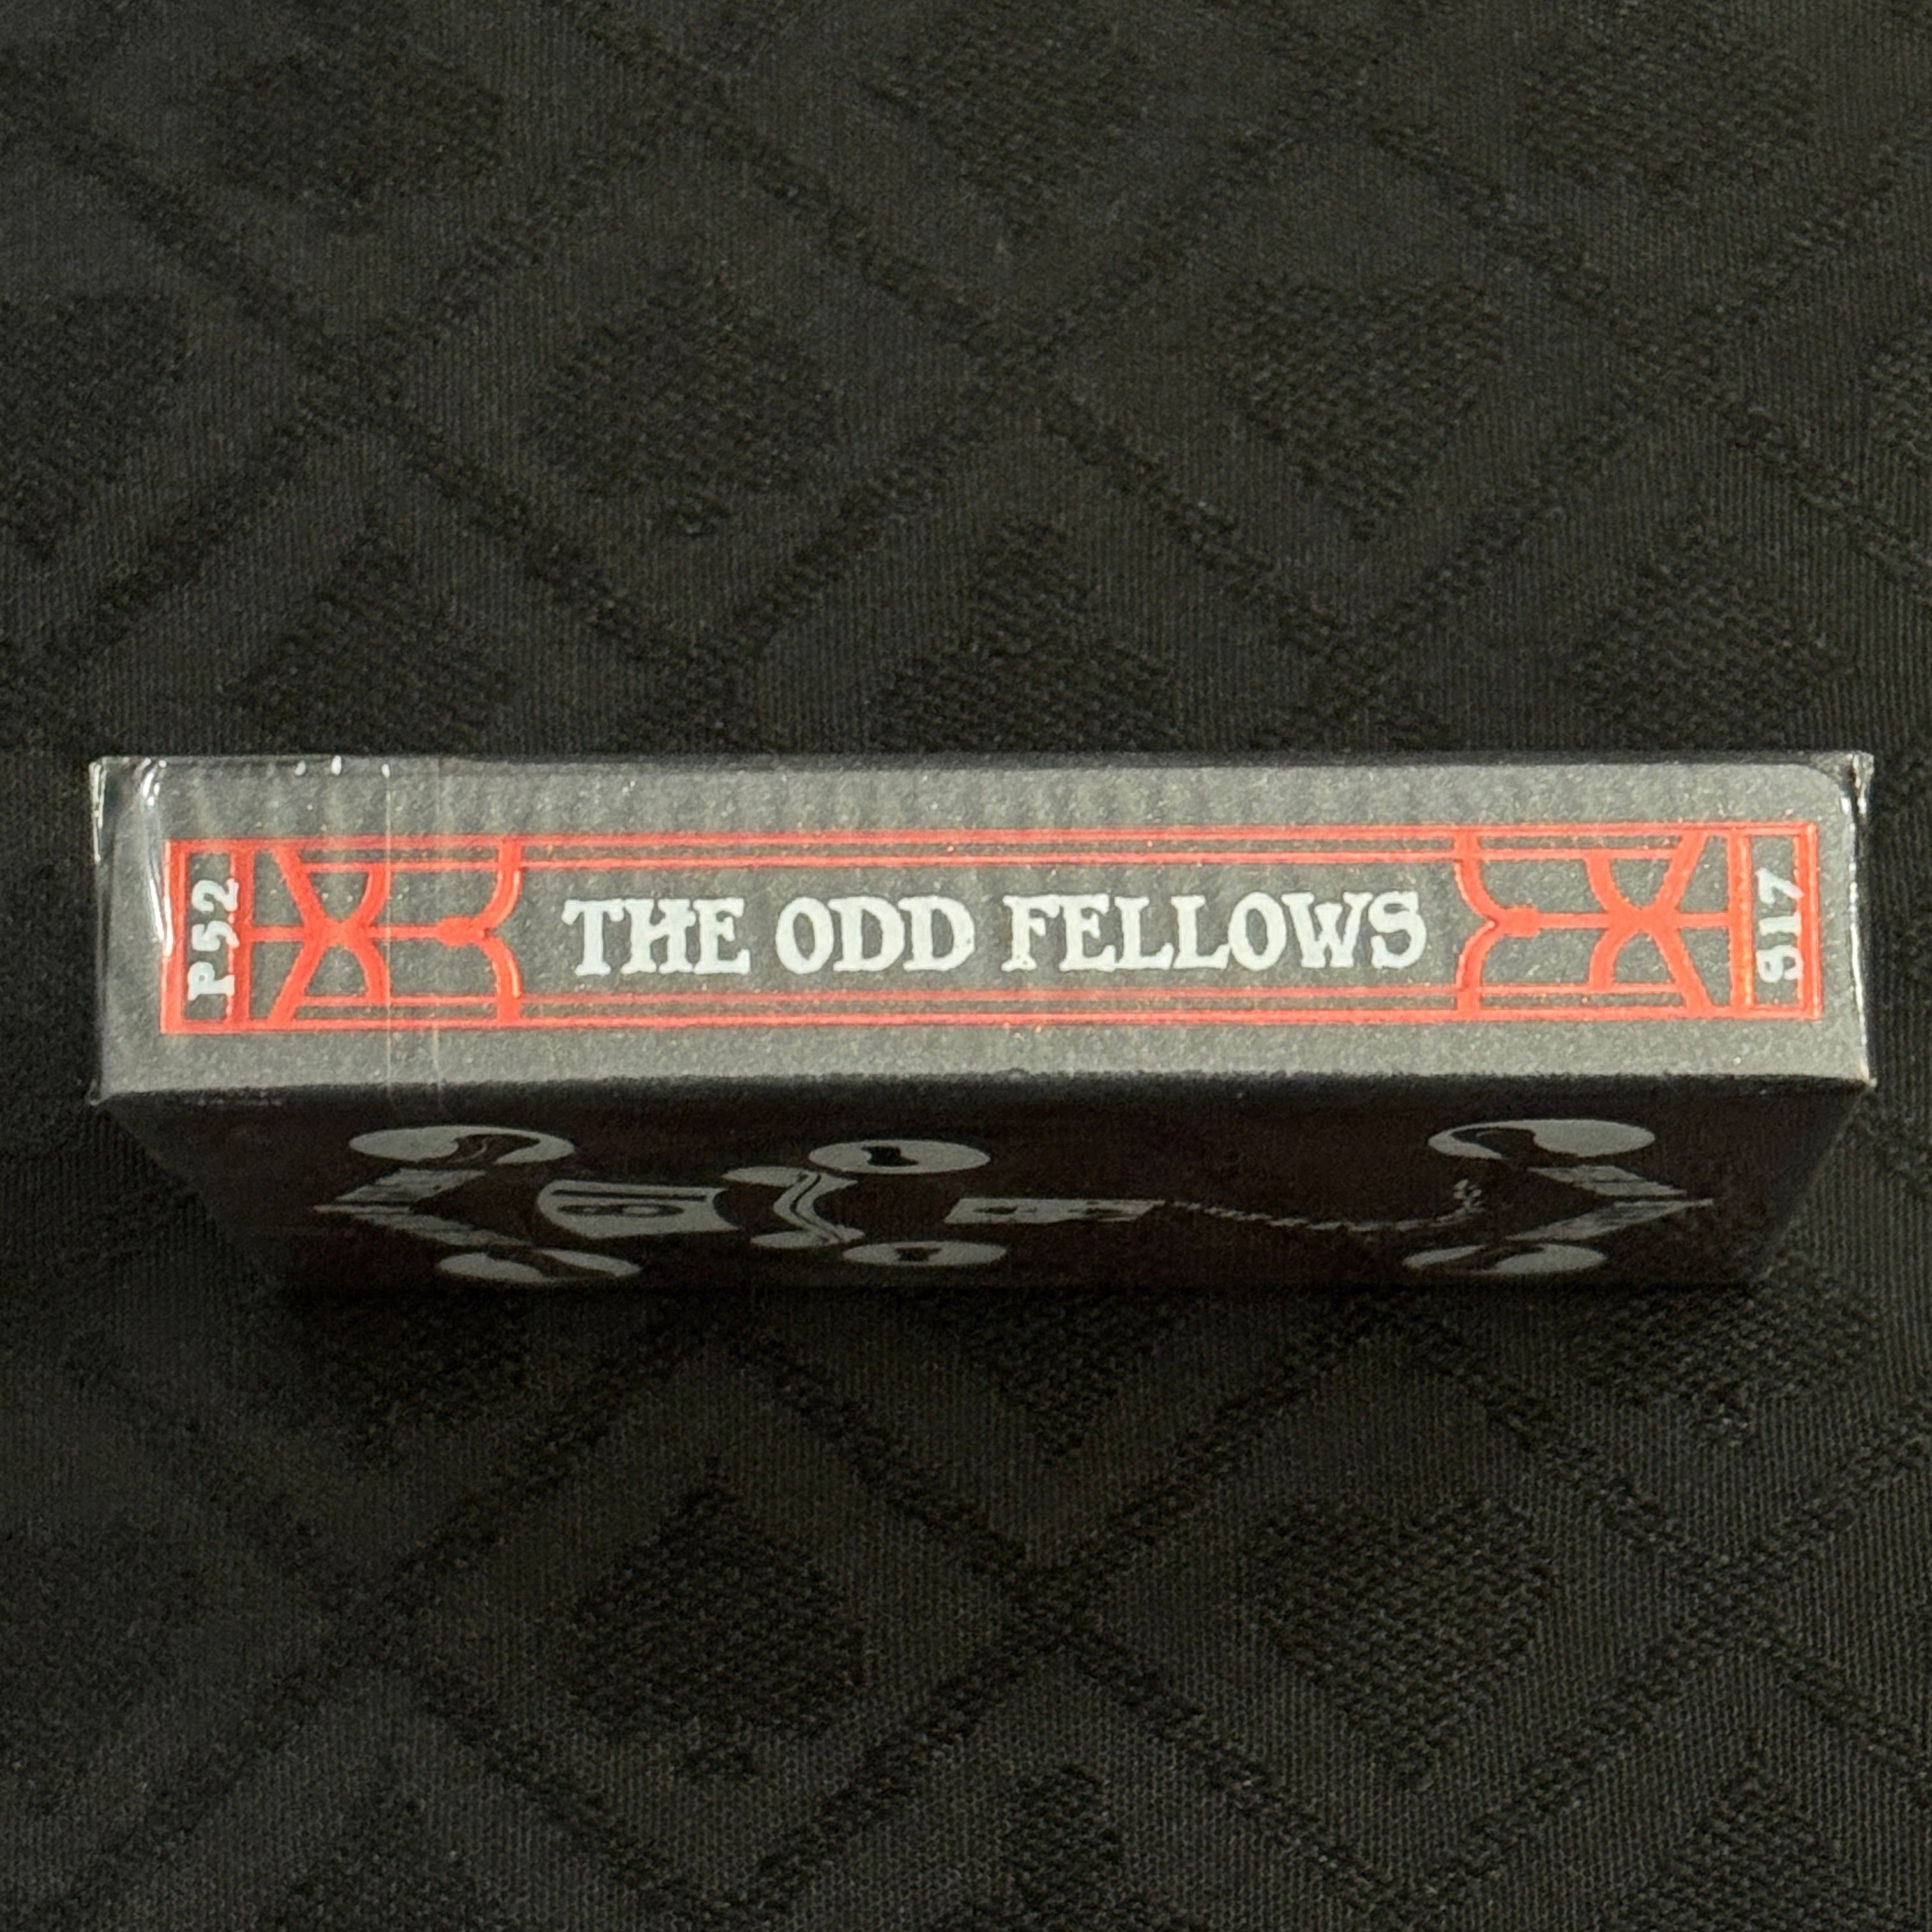 P52
THE ODD FELLOWS
S17